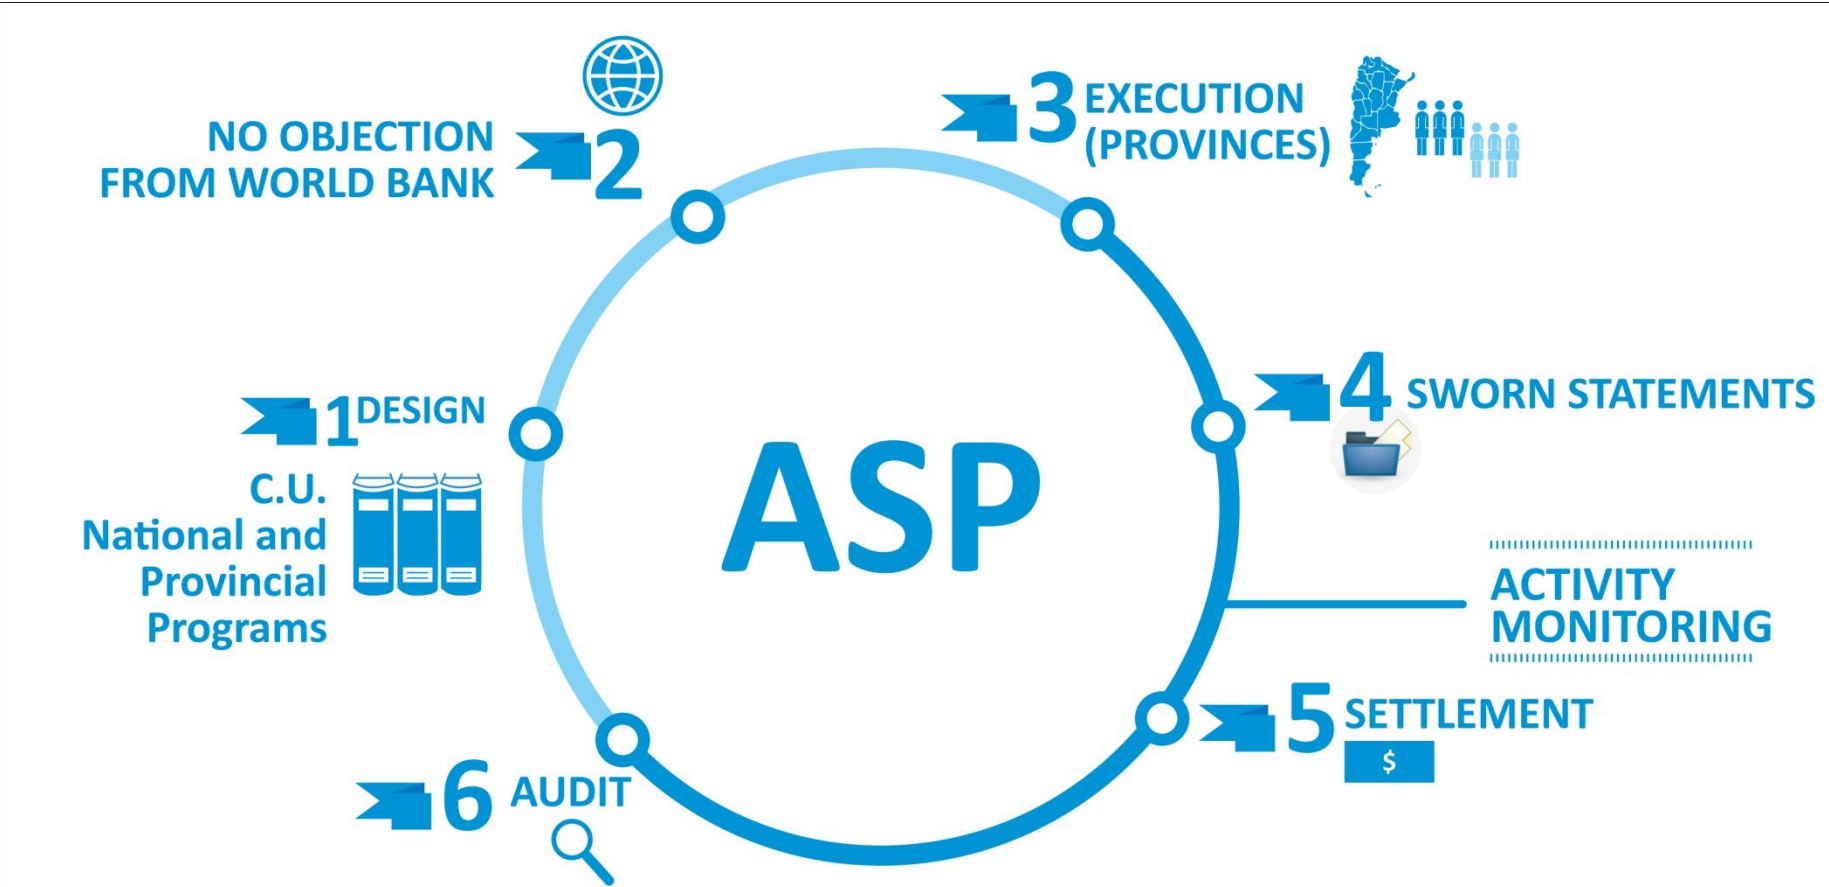 1 DESIGN
C.U.
National and
Provincial
Programs
2
NO OBJECTION
FROM WORLD BANK
3 EXECUTION
(PROVINCES)
4 SWORN STATEMENTS
ACTIVITY
MONITORING
5 SETTLEMENT
$
6 AUDIT
ASP